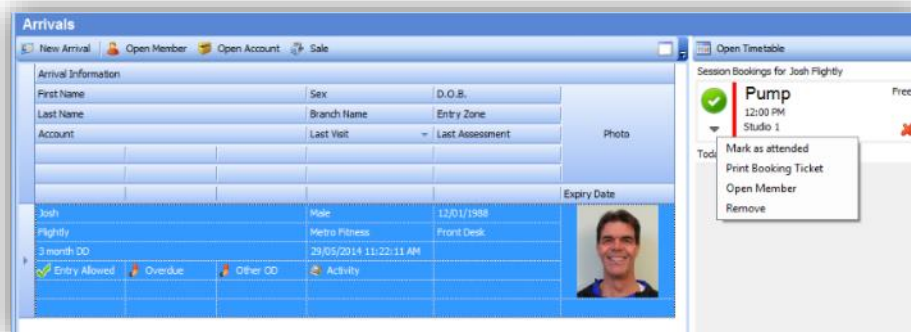 Arrivals
New Arrival Open Member Open Account Sale
Arrival Information
First Name Sex D.O.B.
Last Name Branch Name Entry Zone
Account Last Visit Last Assessment Photo
Expiry Date
Josh Male 12/01/1988
Flightly Metro Fitness Front Desk
3 month DD 29/05/2014 11:22:11 AM
Entry Allowed Overdue Other OD Activity
Open Timetable
Session Bookings for Josh Flightly
Pump Free
12:00 PM
Studio 1
Mark as attended
Print Booking Ticket
Open Member
Remove